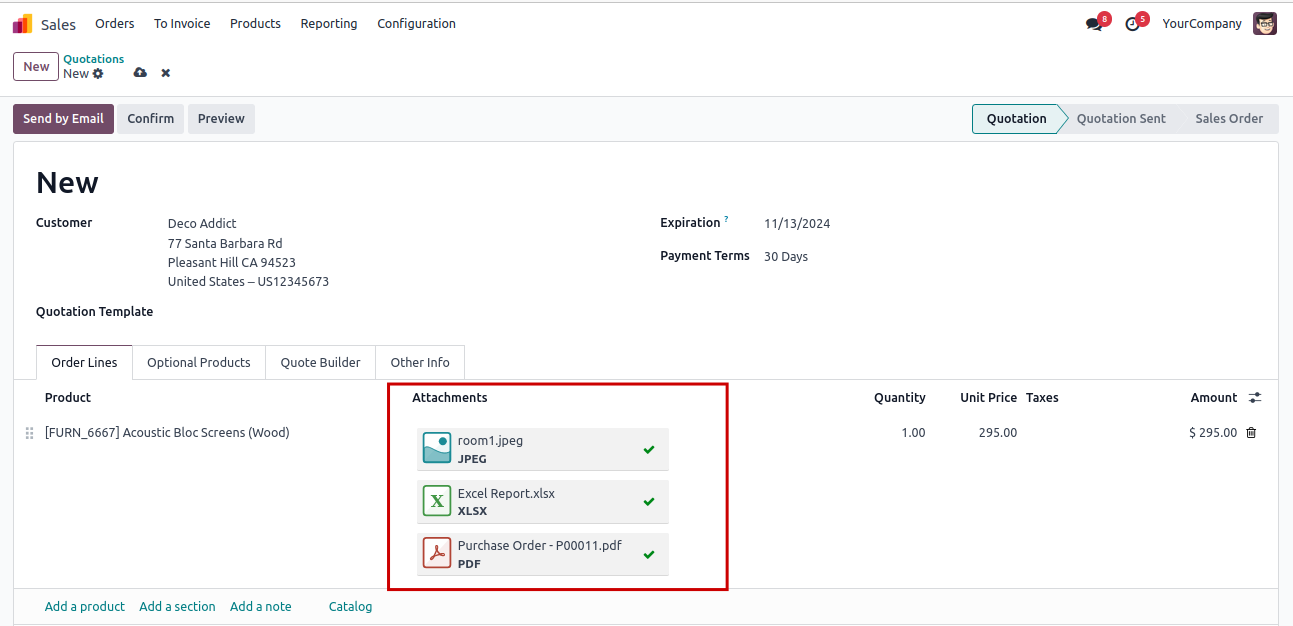 Sales Orders To Invoice Products Reporting Configuration 8 5 YourCompany
New Quotations
New
Send by Email Confirm Preview Quotation Quotation Sent Sales Order
New
Customer Deco Addict Expiration ? 11/13/2024
77 Santa Barbara Rd
Pleasant Hill CA 94523 Payment Terms 30 Days
United States – US12345673
Quotation Template
Order Lines Optional Products Quote Builder Other Info
Product Attachments Quantity Unit Price Taxes Amount
[FURN_6667] Acoustic Bloc Screens (Wood) 1.00 295.00 $ 295.00
room1.jpeg
JPEG
X Excel Report.xlsx
XLSX
Purchase Order - P00011.pdf
PDF
Add a product Add a section Add a note Catalog